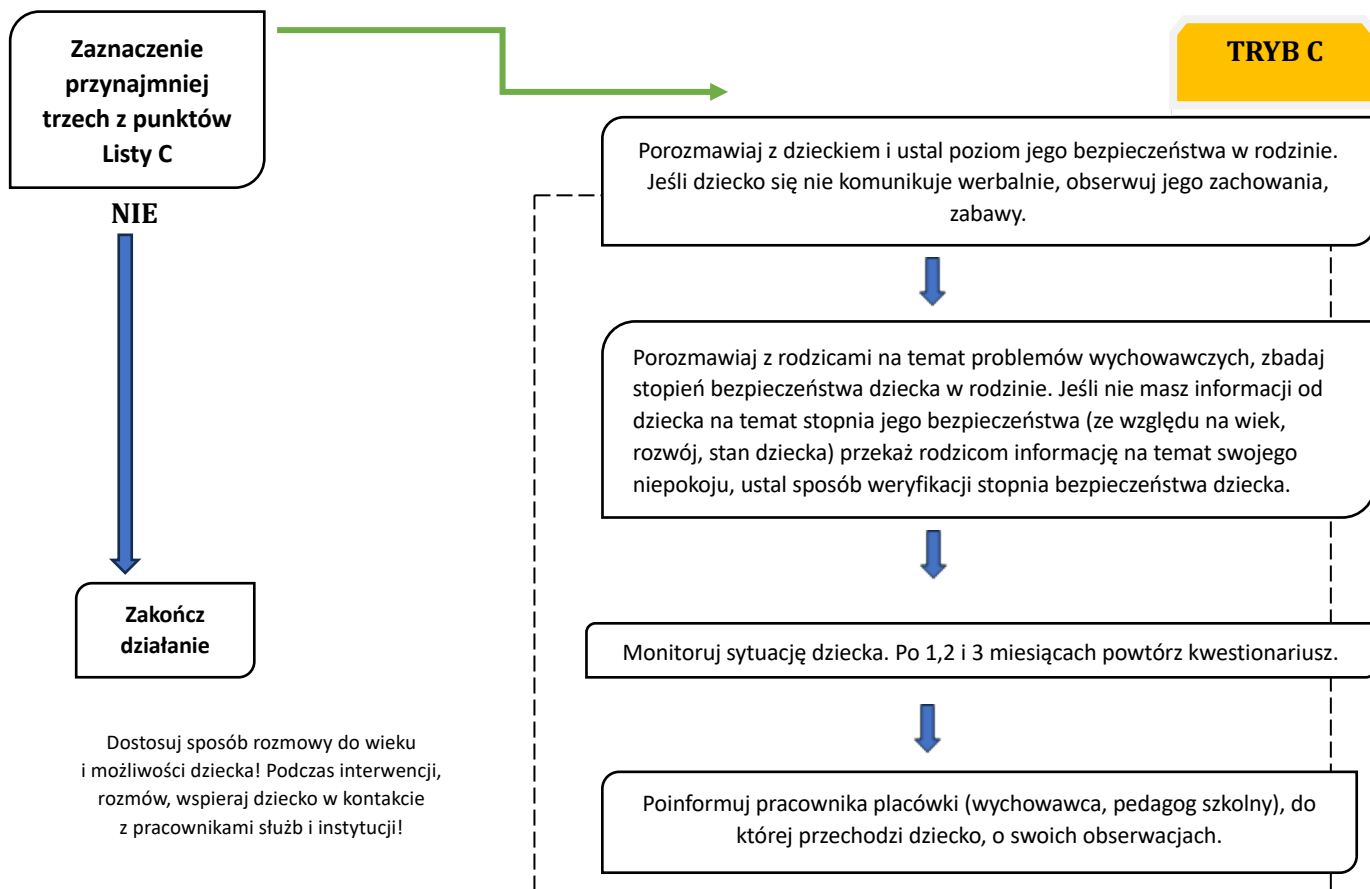 Zaznaczenie
przynajmniej
trzech z punktów
Listy C
NIE
Zakończ
działanie
Dostosuj sposób rozmowy do wieku
i możliwości dziecka! Podczas interwencji,
rozmów, wspieraj dziecko w kontakcie
z pracownikami służb i instytucji!
TRYB C
Porozmawiaj z dzieckiem i ustal poziom jego bezpieczeństwa w rodzinie.
Jeśli dziecko się nie komunikuje werbalnie, obserwuj jego zachowania,
zabawy.
Porozmawiaj z rodzicami na temat problemów wychowawczych, zbadaj
stopień bezpieczeństwa dziecka w rodzinie. Jeśli nie masz informacji od
dziecka na temat stopnia jego bezpieczeństwa (ze względu na wiek,
rozwój, stan dziecka) przekaż rodzicom informację na temat swojego
niepokoju, ustal sposób weryfikacji stopnia bezpieczeństwa dziecka.
Monitoruj sytuację dziecka. Po 1,2 i 3 miesiącach powtórz kwestionariusz.
Poinformuj pracownika placówki (wychowawca, pedagog szkolny), do
której przechodzi dziecko, o swoich obserwacjach.